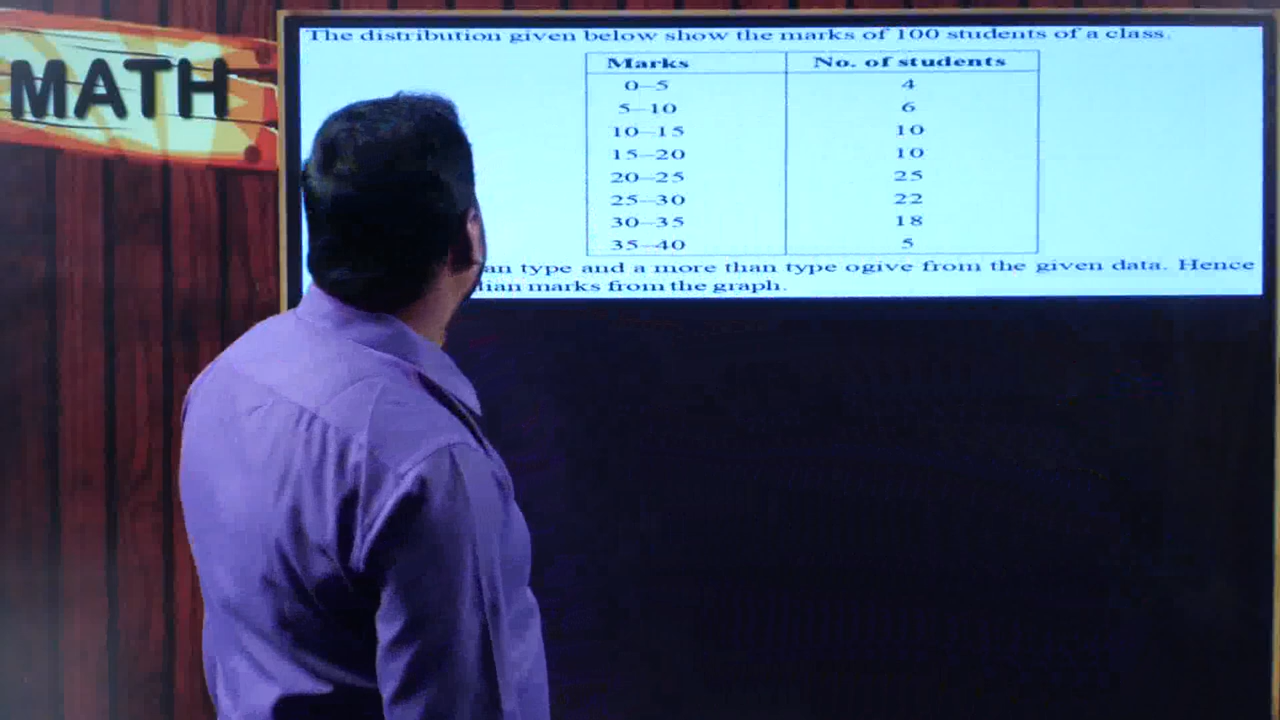 MATH
The distribution given below show the marks of 100 students of a class.
Marks No. of students
0–5 4
5–10 6
10–15 10
15–20 10
20–25 25
25–30 22
30–35 18
35–40 5
type and a more than type ogive from the given data. Hence
marks from the graph.